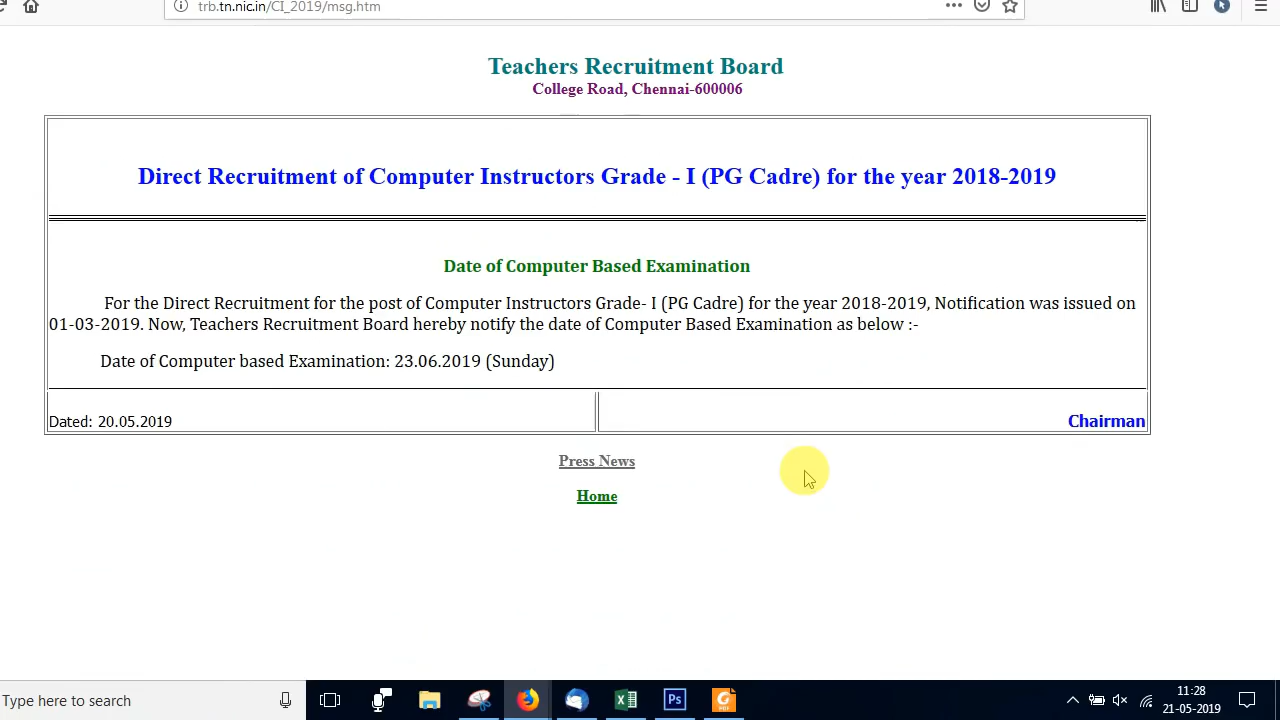 trb.tn.nic.in/CI_2019/msg.htm
Teachers Recruitment Board
College Road, Chennai-600006
Direct Recruitment of Computer Instructors Grade - I (PG Cadre) for the year 2018-2019
Date of Computer Based Examination
For the Direct Recruitment for the post of Computer Instructors Grade- I (PG Cadre) for the year 2018-2019, Notification was issued on
01-03-2019. Now, Teachers Recruitment Board hereby notify the date of Computer Based Examination as below :-
Date of Computer based Examination: 23.06.2019 (Sunday)
Dated: 20.05.2019
Chairman
Press News
Home
Type here to search
Ps
PDF
11:28
21-05-2019